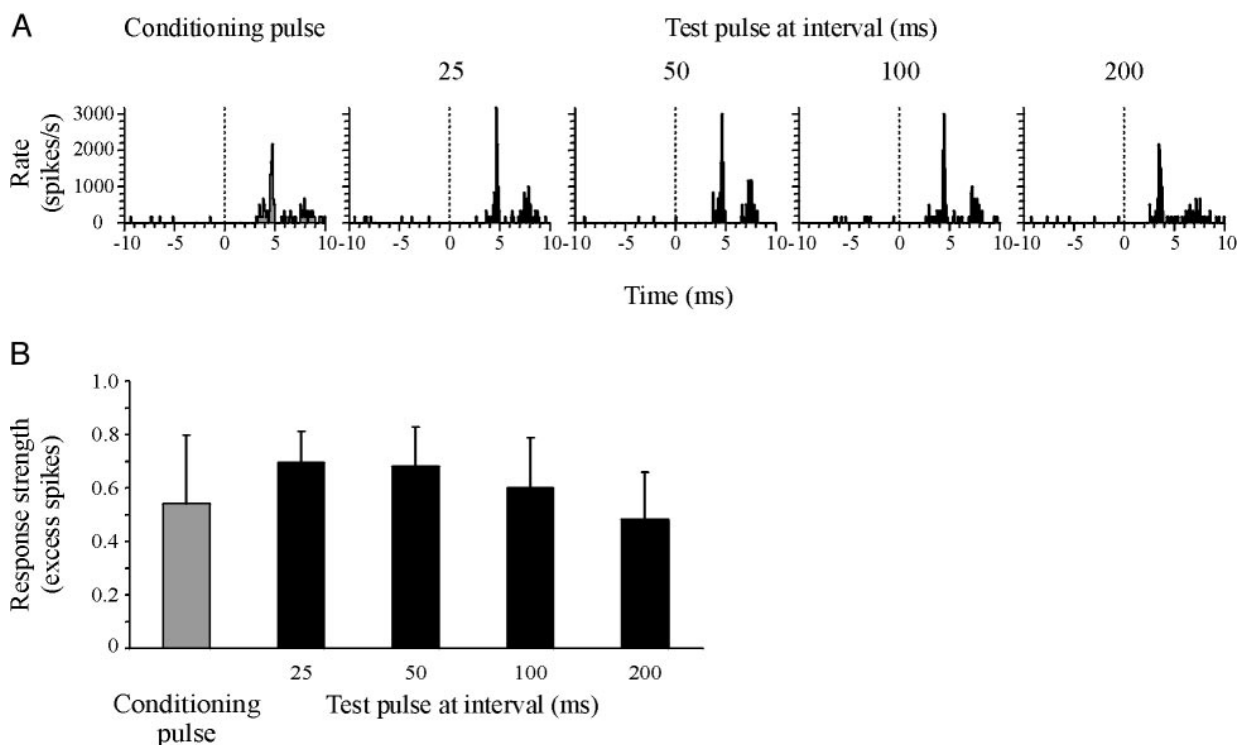 A
Conditioning pulse
Test pulse at interval (ms)
25 50 100 200
Rate
(spikes/s)
3000
2000
1000
0
-10 -5 0 5 10 -10 -5 0 5 10 -10 -5 0 5 10 -10 -5 0 5 10 -10 -5 0 5 10
Time (ms)
B
Response strength
(excess spikes)
1.0
0.8
0.6
0.4
0.2
0
25 50 100 200
Conditioning
pulse
Test pulse at interval (ms)